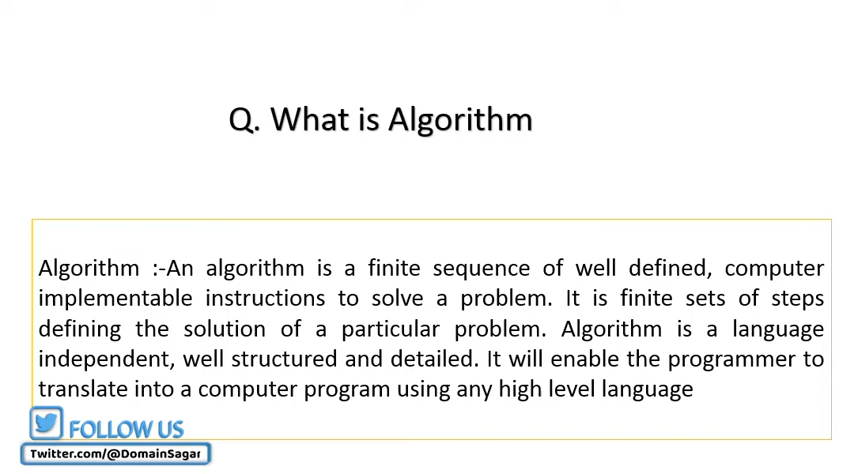 Q. What is Algorithm
Algorithm :-An algorithm is a finite sequence of well defined, computer
implementable instructions to solve a problem. It is finite sets of steps
defining the solution of a particular problem. Algorithm is a language
independent, well structured and detailed. It will enable the programmer to
translate into a computer program using any high level language
FOLLOW US
Twitter.com/@DomainSagar